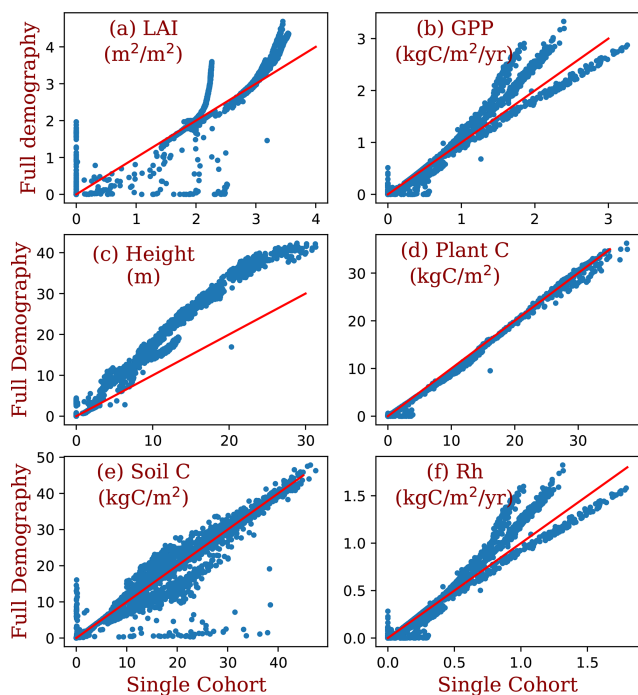 (a) LAI
(m²/m²)
Full demography
4
3
2
1
0
0 1 2 3 4
(b) GPP
(kgC/m²/yr)
3
2
1
0
0 1 2 3
(c) Height
(m)
Full Demography
40
30
20
10
0
0 10 20 30
(d) Plant C
(kgC/m²)
30
20
10
0
0 10 20 30
(e) Soil C
(kgC/m²)
Full Demography
50
40
30
20
10
0
0 10 20 30 40
Single Cohort
(f) Rh
(kgC/m²/yr)
1.5
1.0
0.5
0.0
0.0 0.5 1.0 1.5
Single Cohort